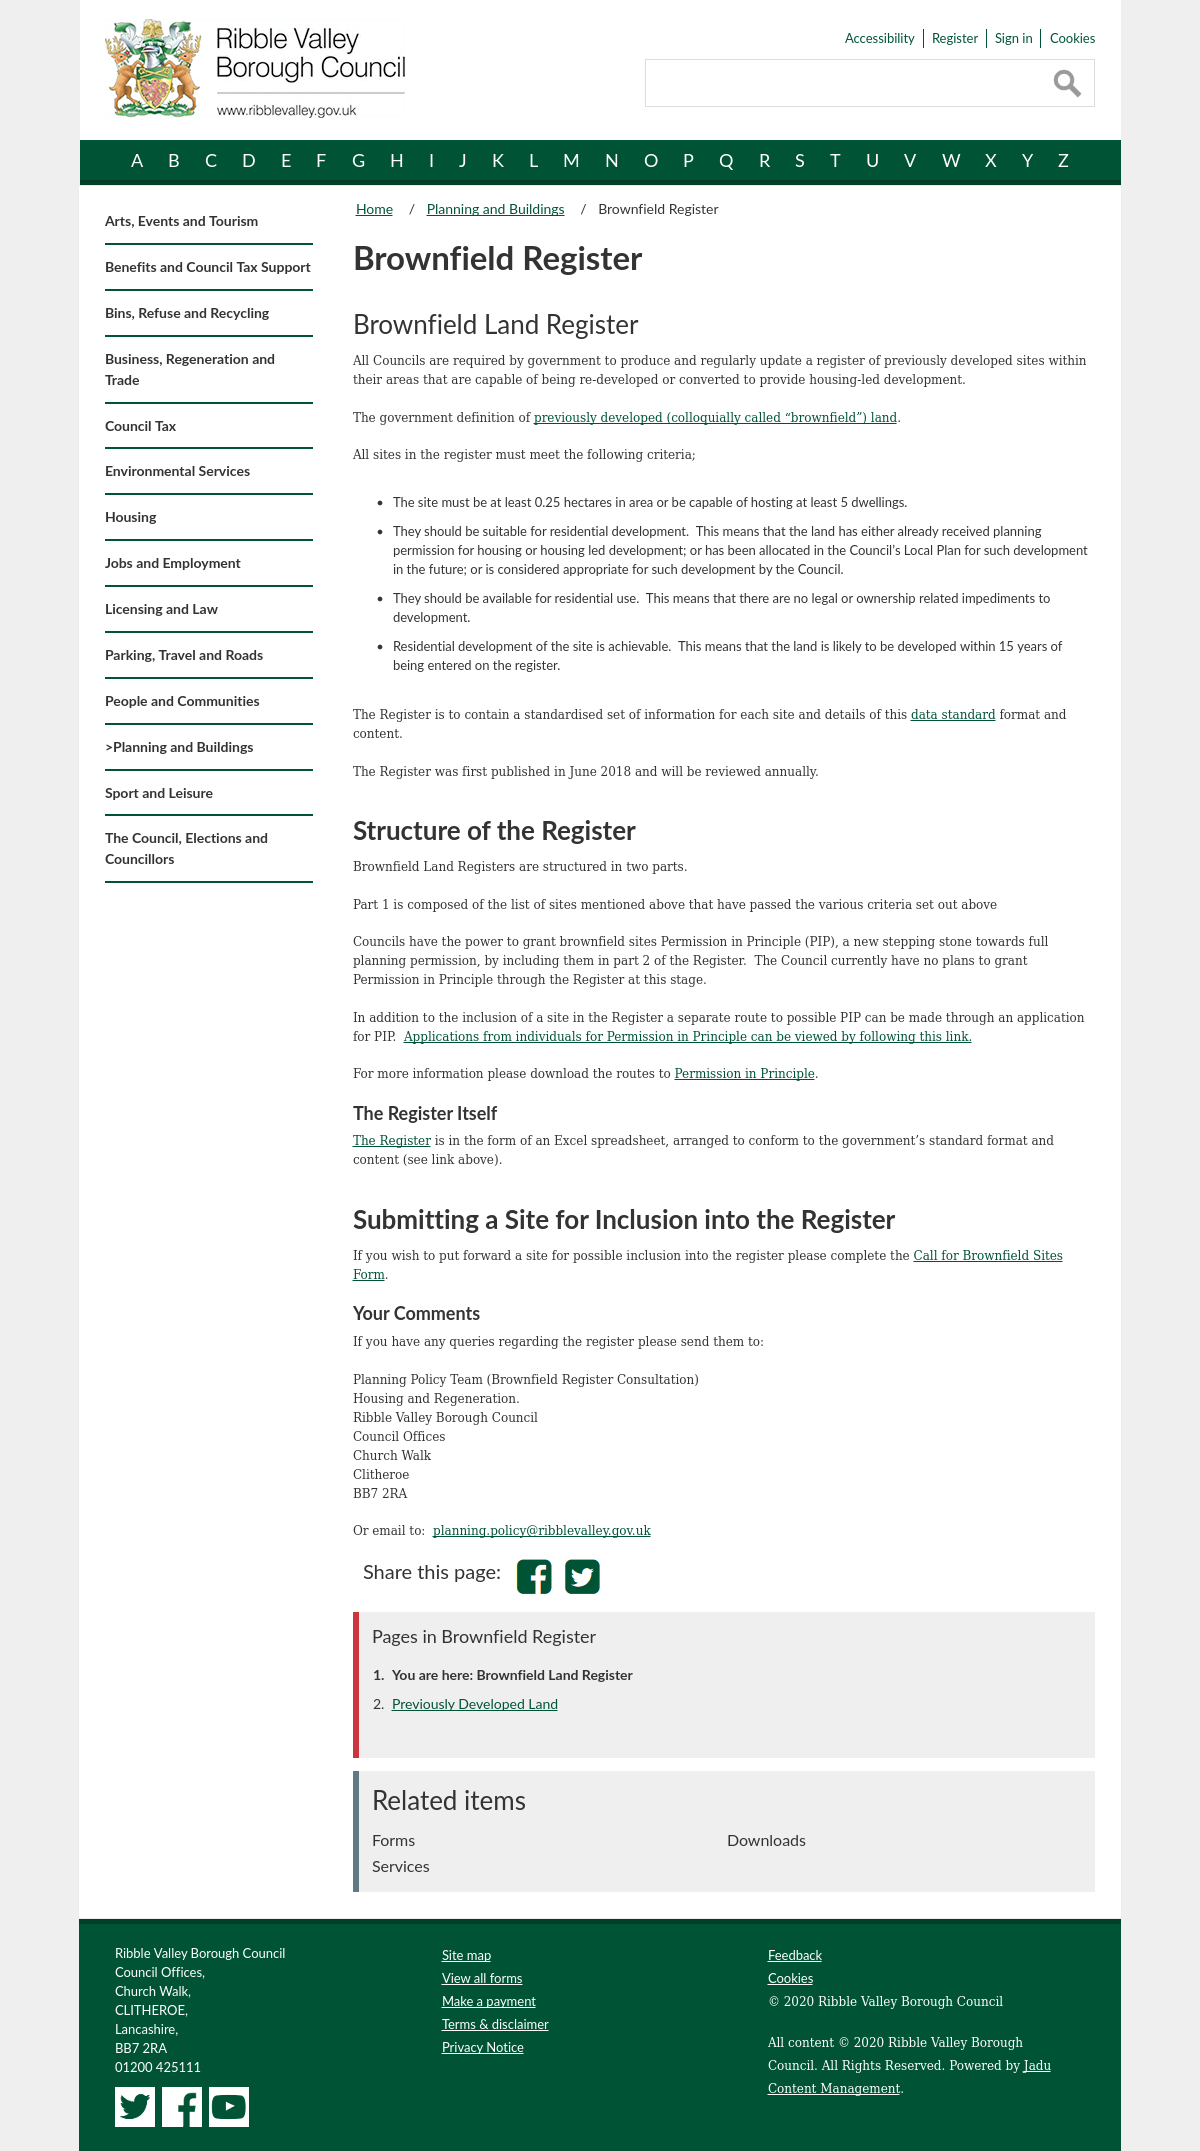 Ribble Valley
Borough Council
www.ribblevalley.gov.uk
Accessibility Register Sign in Cookies
A B C D E F G H I J K L M N O P Q R S T U V W X Y Z
Arts, Events and Tourism
Benefits and Council Tax Support
Bins, Refuse and Recycling
Business, Regeneration and
Trade
Council Tax
Environmental Services
Housing
Jobs and Employment
Licensing and Law
Parking, Travel and Roads
People and Communities
>Planning and Buildings
Sport and Leisure
The Council, Elections and
Councillors
Home / Planning and Buildings / Brownfield Register
Brownfield Register
Brownfield Land Register
All Councils are required by government to produce and regularly update a register of previously developed sites within
their areas that are capable of being re-developed or converted to provide housing-led development.
The government definition of previously developed (colloquially called “brownfield”) land.
All sites in the register must meet the following criteria;
• The site must be at least 0.25 hectares in area or be capable of hosting at least 5 dwellings.
• They should be suitable for residential development. This means that the land has either already received planning
permission for housing or housing led development; or has been allocated in the Council’s Local Plan for such development
in the future; or is considered appropriate for such development by the Council.
• They should be available for residential use. This means that there are no legal or ownership related impediments to
development.
• Residential development of the site is achievable. This means that the land is likely to be developed within 15 years of
being entered on the register.
The Register is to contain a standardised set of information for each site and details of this data standard format and
content.
The Register was first published in June 2018 and will be reviewed annually.
Structure of the Register
Brownfield Land Registers are structured in two parts.
Part 1 is composed of the list of sites mentioned above that have passed the various criteria set out above
Councils have the power to grant brownfield sites Permission in Principle (PIP), a new stepping stone towards full
planning permission, by including them in part 2 of the Register. The Council currently have no plans to grant
Permission in Principle through the Register at this stage.
In addition to the inclusion of a site in the Register a separate route to possible PIP can be made through an application
for PIP. Applications from individuals for Permission in Principle can be viewed by following this link.
For more information please download the routes to Permission in Principle.
The Register Itself
The Register is in the form of an Excel spreadsheet, arranged to conform to the government’s standard format and
content (see link above).
Submitting a Site for Inclusion into the Register
If you wish to put forward a site for possible inclusion into the register please complete the Call for Brownfield Sites
Form.
Your Comments
If you have any queries regarding the register please send them to:
Planning Policy Team (Brownfield Register Consultation)
Housing and Regeneration.
Ribble Valley Borough Council
Council Offices
Church Walk
Clitheroe
BB7 2RA
Or email to: planning.policy@ribblevalley.gov.uk
Share this page:
Pages in Brownfield Register
1. You are here: Brownfield Land Register
2. Previously Developed Land
Related items
Forms
Services
Downloads
Ribble Valley Borough Council
Council Offices,
Church Walk,
CLITHEROE,
Lancashire,
BB7 2RA
01200 425111
Site map
View all forms
Make a payment
Terms & disclaimer
Privacy Notice
Feedback
Cookies
© 2020 Ribble Valley Borough Council
All content © 2020 Ribble Valley Borough
Council. All Rights Reserved. Powered by Jadu
Content Management.